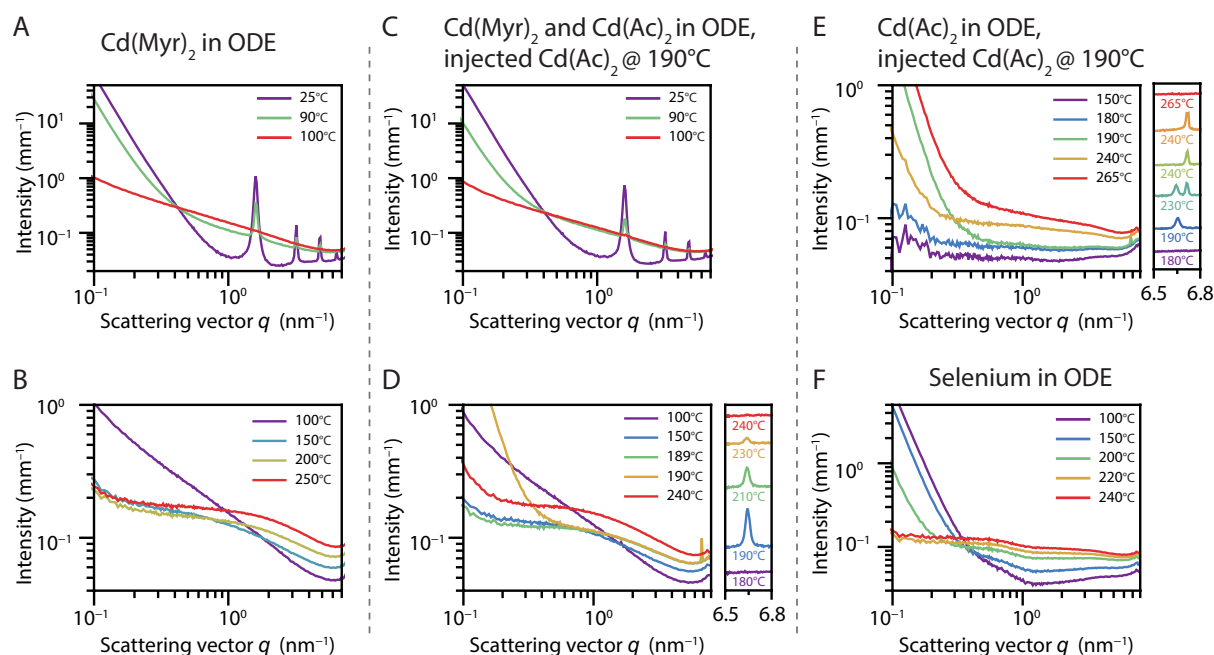 A
Cd(Myr)₂ in ODE
25°C
90°C
100°C
10¹
10⁰
10⁻¹
Intensity (mm⁻¹)
10⁻¹ 10⁰
Scattering vector q (nm⁻¹)
B
100°C
150°C
200°C
250°C
10⁰
10⁻¹
Intensity (mm⁻¹)
10⁻¹ 10⁰
Scattering vector q (nm⁻¹)
C
Cd(Myr)₂ and Cd(Ac)₂ in ODE,
injected Cd(Ac)₂ @ 190°C
25°C
90°C
100°C
10¹
10⁰
10⁻¹
Intensity (mm⁻¹)
10⁻¹ 10⁰
Scattering vector q (nm⁻¹)
D
100°C
150°C
189°C
190°C
240°C
10⁰
10⁻¹
Intensity (mm⁻¹)
10⁻¹ 10⁰
Scattering vector q (nm⁻¹)
240°C
230°C
210°C
190°C
180°C
6.5 6.8
E
Cd(Ac)₂ in ODE,
injected Cd(Ac)₂ @ 190°C
150°C
180°C
190°C
240°C
265°C
10⁰
10⁻¹
Intensity (mm⁻¹)
10⁻¹ 10⁰
Scattering vector q (nm⁻¹)
265°C
240°C
240°C
230°C
190°C
180°C
6.5 6.8
F
Selenium in ODE
100°C
150°C
200°C
220°C
240°C
10⁰
10⁻¹
Intensity (mm⁻¹)
10⁻¹ 10⁰
Scattering vector q (nm⁻¹)